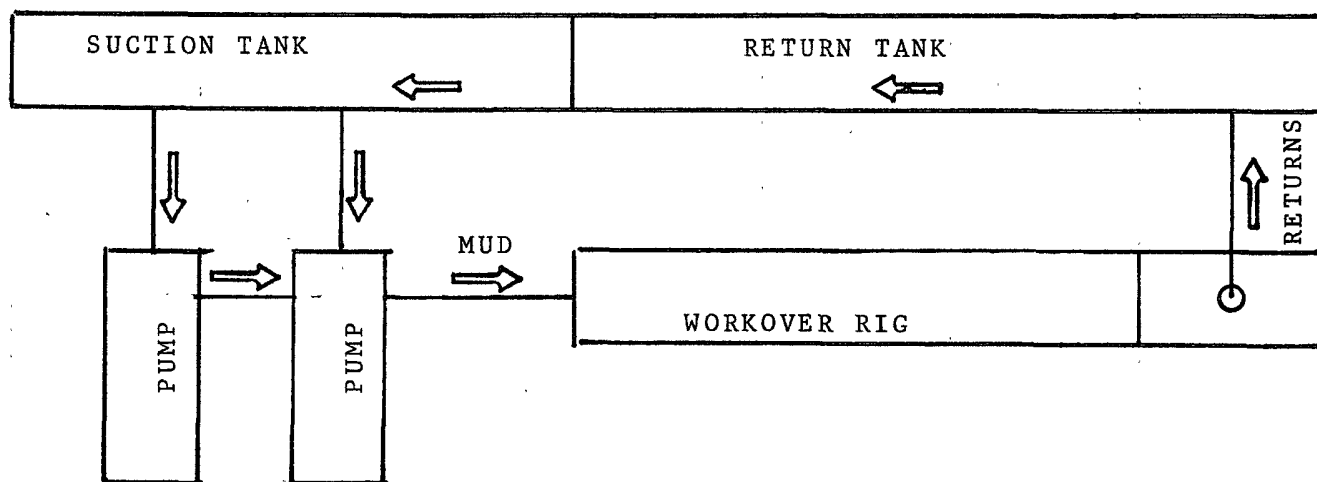 SUCTION TANK
RETURN TANK
RETURNS
MUD
WORKOVER RIG
PUMP
PUMP